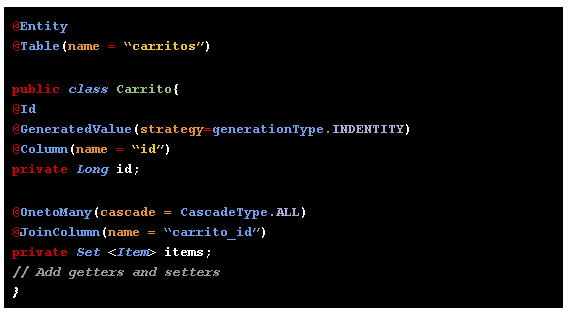 @Entity
@Table(name = “carritos”)
public class Carrito{
@Id
@GeneratedValue(strategy=generationType.INDENTITY)
@Column(name = “id”)
private Long id;
@OnetoMany(cascade = CascadeType.ALL)
@JoinColumn(name = “carrito_id”)
private Set <Item> items;
// Add getters and setters
}